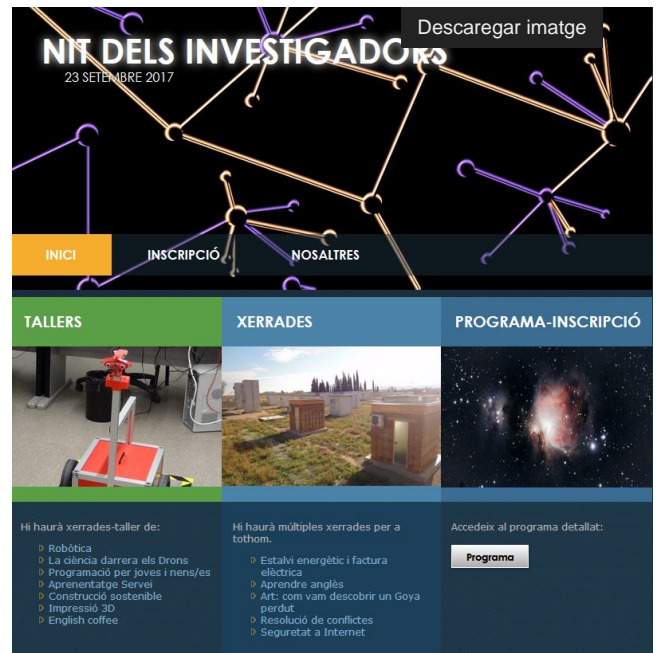 Descaregar imatge
NIT DELS INVESTIGADORS
23 SETEMBRE 2017
INICI
INSCRIPCIÓ
NOSALTRES
TALLERS
XERRADES
PROGRAMA-INSCRIPCIÓ
Hi haurà xerrades-taller de:
Robòtica
La ciència darrera els Drons
Programació per joves i nens/es
Aprenentatge Servei
Construcció sostenible
Impressió 3D
English coffee
Hi haurà múltiples xerrades per a
tothom.
Estalvi energètic i factura
elèctrica
Aprendre anglès
Art: com vam descobrir un Goya
perdut
Resolució de conflictes
Seguretat a Internet
Accedeix al programa detallat:
Programa